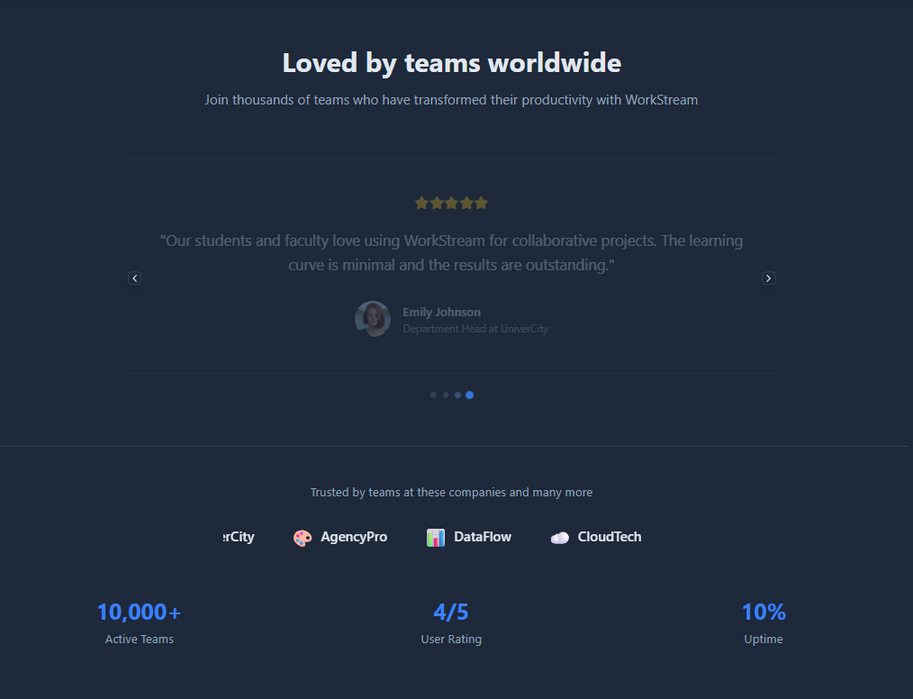 Loved by teams worldwide
Join thousands of teams who have transformed their productivity with WorkStream
"Our students and faculty love using WorkStream for collaborative projects. The learning
curve is minimal and the results are outstanding."
Emily Johnson
Department Head at UniverCity
Trusted by teams at these companies and many more
erCity AgencyPro DataFlow CloudTech
10,000+ 4/5 10%
Active Teams User Rating Uptime